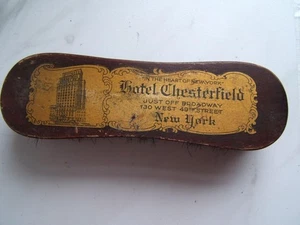 "IN THE HEART OF NEW YORK"
Hotel Chesterfield
JUST OFF BROADWAY
130 WEST 49th STREET
New York